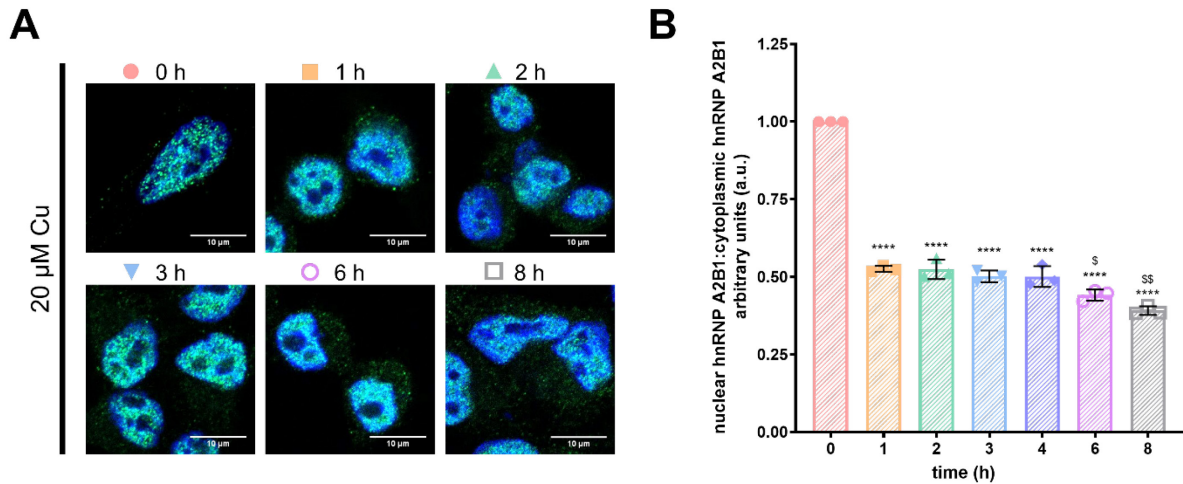 A
B
20 μM Cu
0 h
1 h
2 h
10 μm
10 μm
10 μm
3 h
6 h
8 h
10 μm
10 μm
10 μm
nuclear hnRNP A2B1:cytoplasmic hnRNP A2B1
arbitrary units (a.u.)
1.25
1.00
0.75
0.50
0.25
0.00
****
****
****
****
$
****
$$
****
0
1
2
3
4
6
8
time (h)